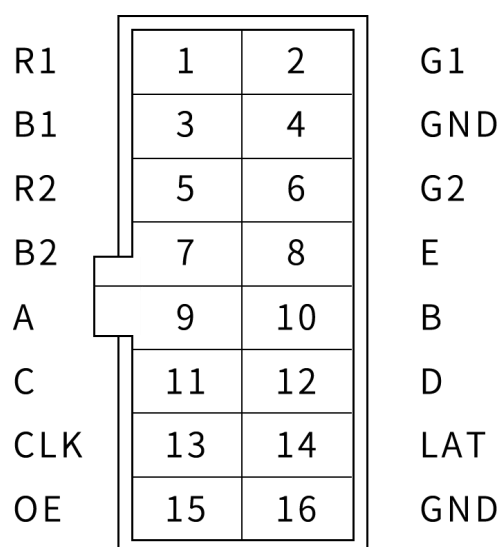 R1 1 2 G1
B1 3 4 GND
R2 5 6 G2
B2 7 8 E
A 9 10 B
C 11 12 D
CLK 13 14 LAT
OE 15 16 GND